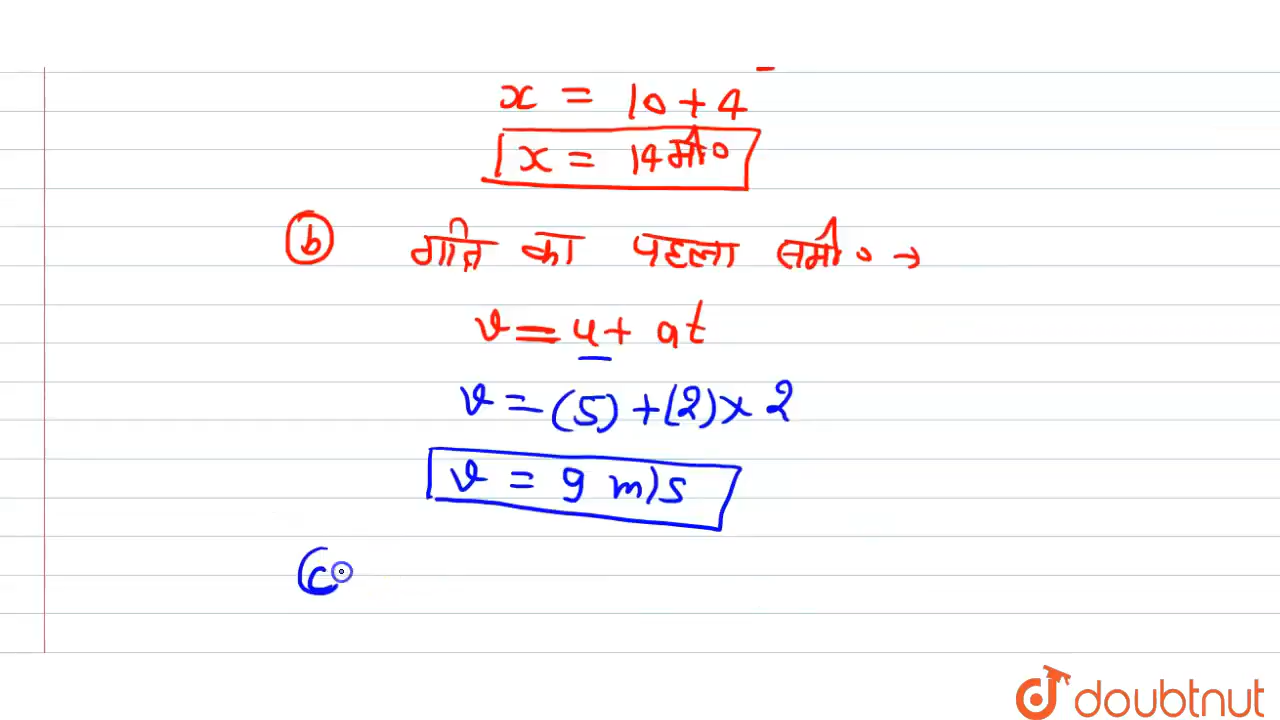 x = 10 + 4
x = 14 मी०
b गति का पहला समी० →
v = u + at
v = (5) + (2) × 2
v = 9 m/s
(c
doubtnut